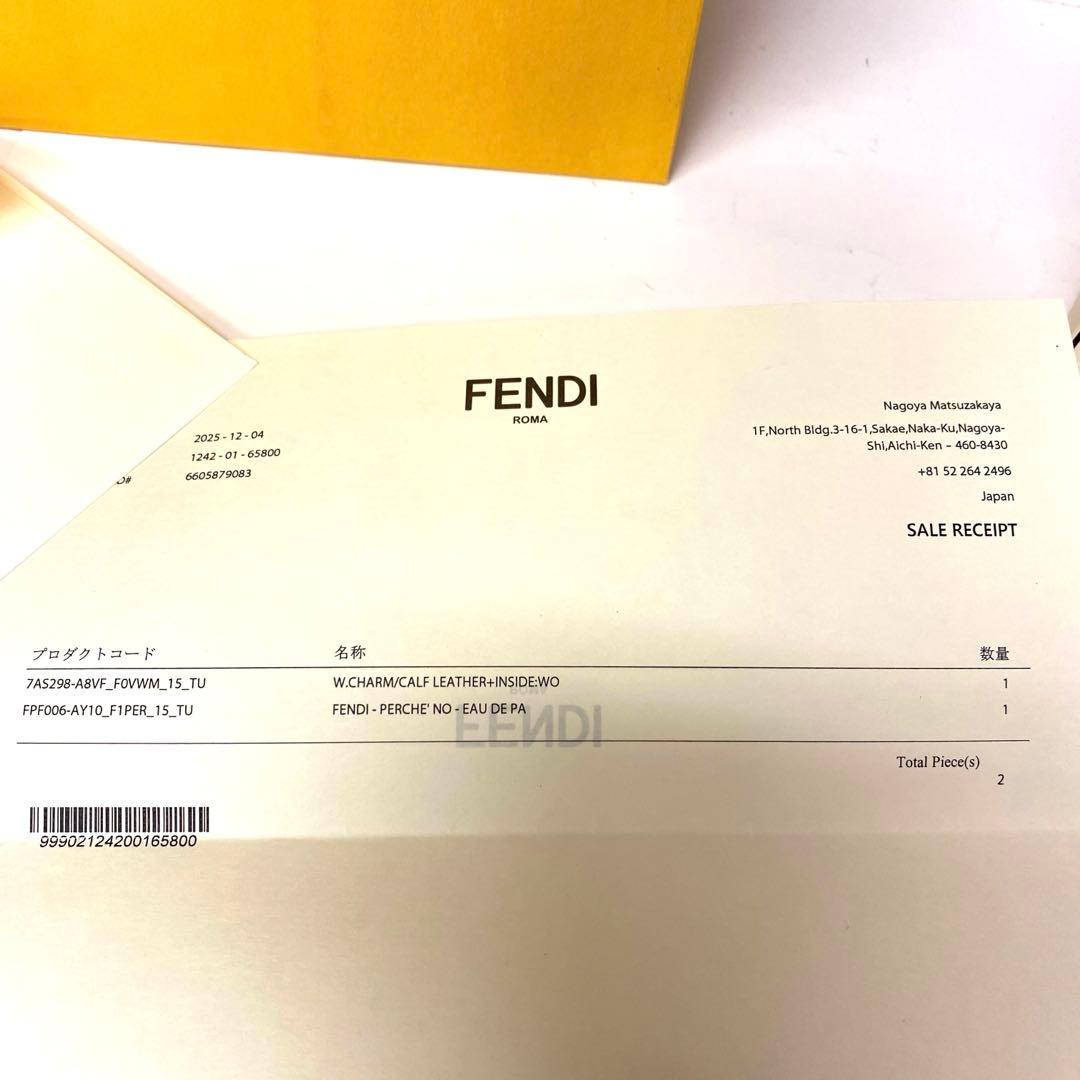 FENDI
ROMA
2025 - 12 - 04
1242 - 01 - 65800
O# 6605879083
Nagoya Matsuzakaya
1F,North Bldg.3-16-1,Sakae,Naka-Ku,Nagoya-
Shi,Aichi-Ken – 460-8430
+81 52 264 2496
Japan
SALE RECEIPT
プロダクトコード 名称 数量
7AS298-A8VF_F0VWM_15_TU W.CHARM/CALF LEATHER+INSIDE:WO 1
FPF006-AY10_F1PER_15_TU FENDI - PERCHE' NO - EAU DE PA 1
ROMA
FENDI
Total Piece(s)
2
99902124200165800